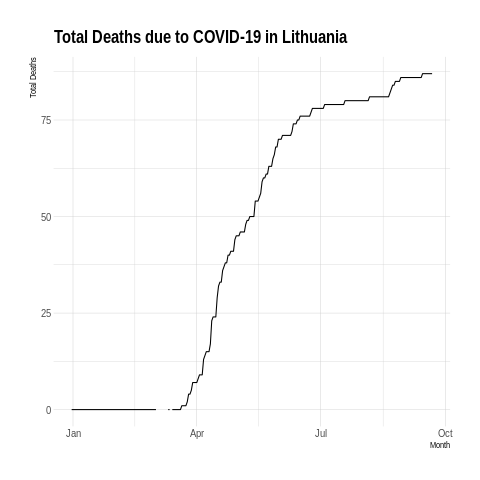 Total Deaths due to COVID-19 in Lithuania
Total Deaths
75
50
25
0
Jan Apr Jul Oct
Month